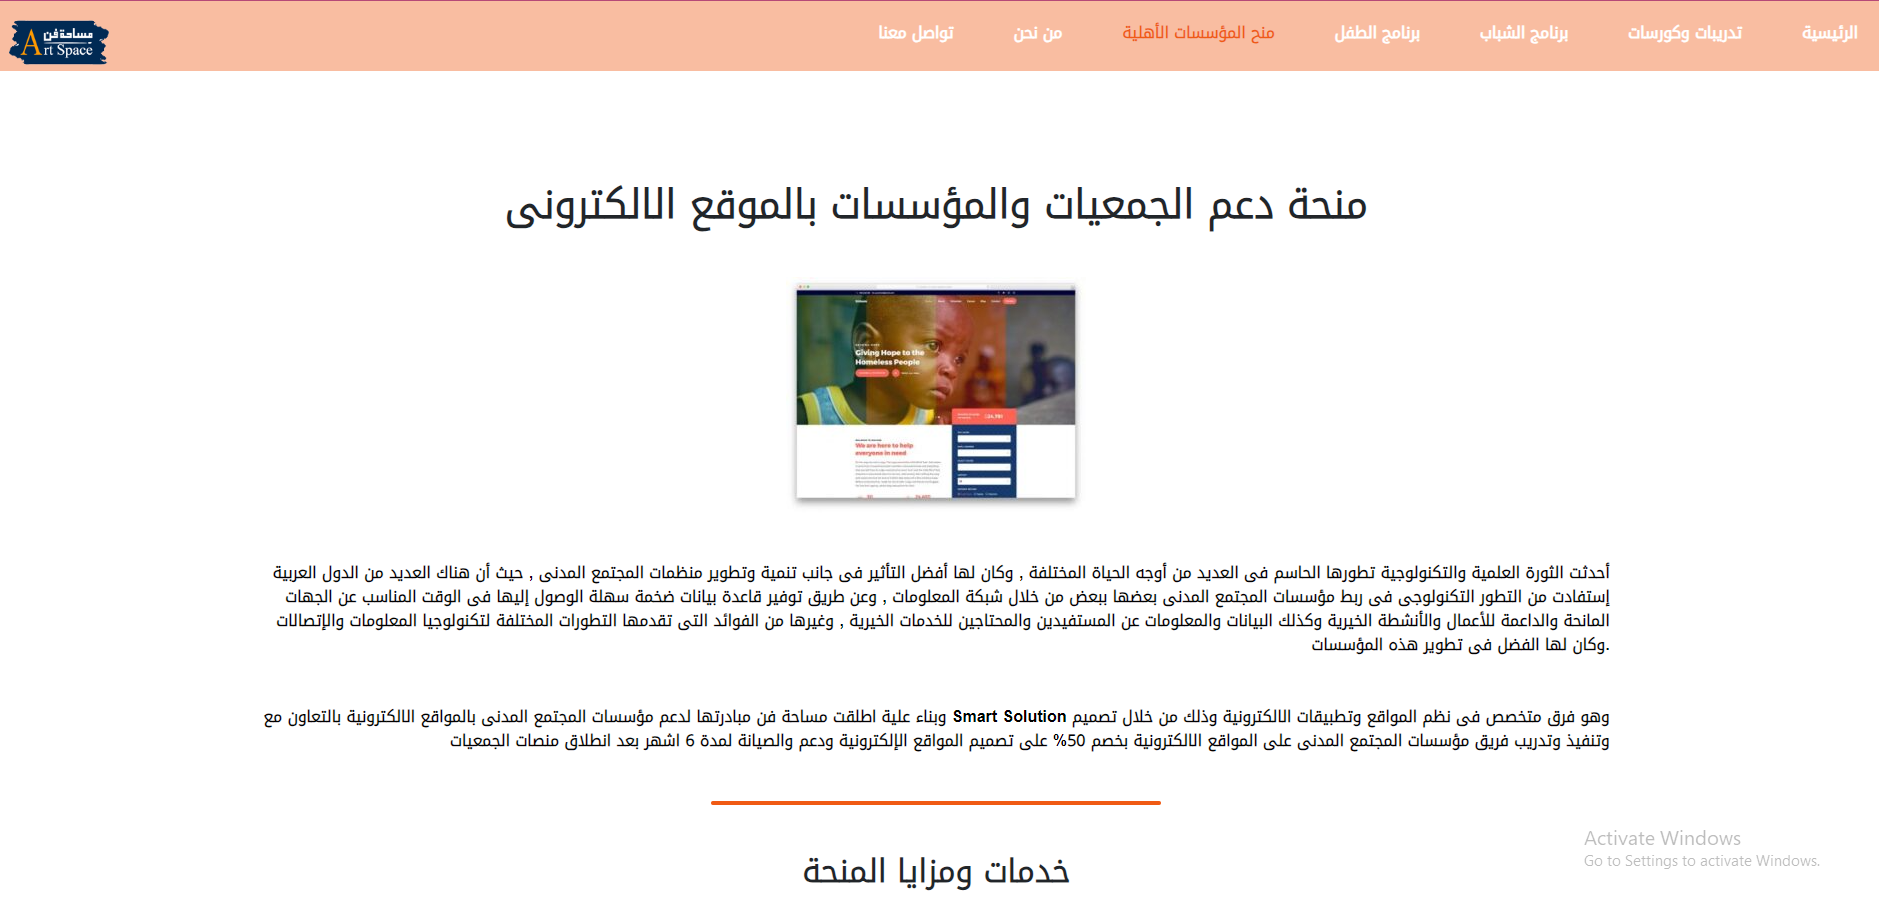 مساحة فن
Art Space
الرئيسية
تدريبات وكورسات
برنامج الشباب
برنامج الطفل
منح المؤسسات الأهلية
من نحن
تواصل معنا
منحة دعم الجمعيات والمؤسسات بالموقع الالكترونى
Giving Hope to the
Homeless People
We are here to help
everyone in need
أحدثت الثورة العلمية والتكنولوجية تطورها الحاسم فى العديد من أوجه الحياة المختلفة , وكان لها أفضل التأثير فى جانب تنمية وتطوير منظمات المجتمع المدنى , حيث أن هناك العديد من الدول العربية
إستفادت من التطور التكنولوجى فى ربط مؤسسات المجتمع المدنى بعضها ببعض من خلال شبكة المعلومات , وعن طريق توفير قاعدة بيانات ضخمة سهلة الوصول إليها فى الوقت المناسب عن الجهات
المانحة والداعمة للأعمال والأنشطة الخيرية وكذلك البيانات والمعلومات عن المستفيدين والمحتاجين للخدمات الخيرية , وغيرها من الفوائد التى تقدمها التطورات المختلفة لتكنولوجيا المعلومات والإتصالات
.وكان لها الفضل فى تطوير هذه المؤسسات
وهو فرق متخصص فى نظم المواقع وتطبيقات الالكترونية وذلك من خلال تصميم Smart Solution وبناء علية اطلقت مساحة فن مبادرتها لدعم مؤسسات المجتمع المدنى بالمواقع الالكترونية بالتعاون مع
وتنفيذ وتدريب فريق مؤسسات المجتمع المدنى على المواقع الالكترونية بخصم 50% على تصميم المواقع الإلكترونية ودعم والصيانة لمدة 6 اشهر بعد انطلاق منصات الجمعيات
خدمات ومزايا المنحة
Activate Windows
Go to Settings to activate Windows.